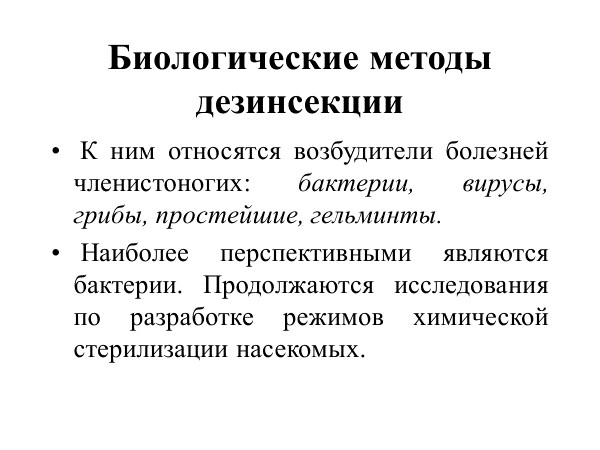 Биологические методы
дезинсекции
• К ним относятся возбудители болезней
членистоногих: бактерии, вирусы,
грибы, простейшие, гельминты.
• Наиболее перспективными являются
бактерии. Продолжаются исследования
по разработке режимов химической
стерилизации насекомых.